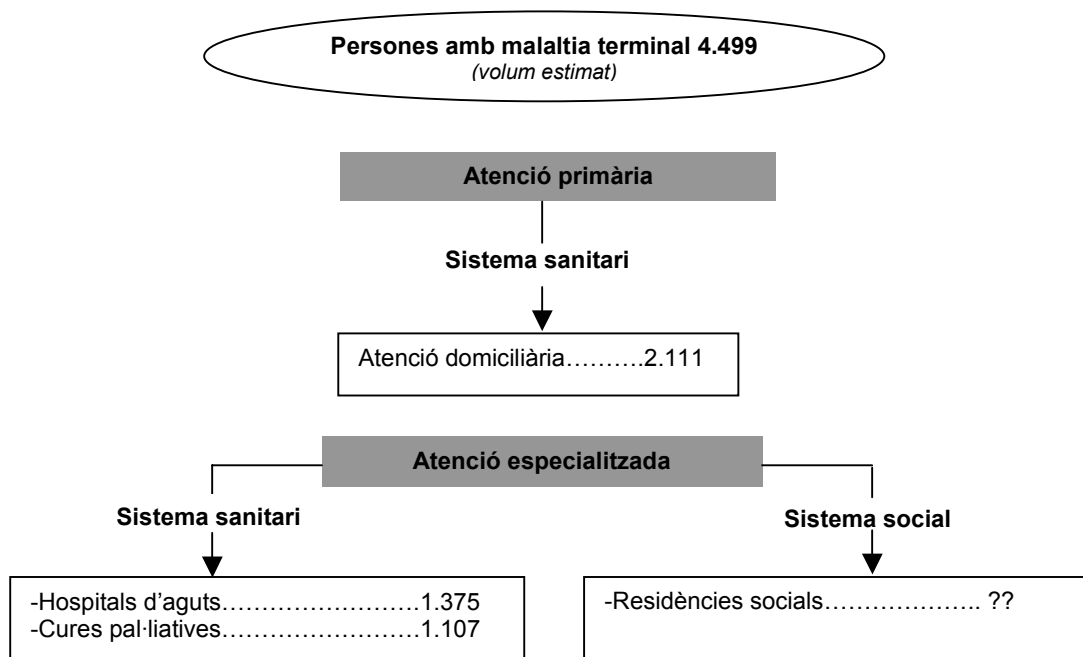 Persones amb malaltia terminal 4.499
(volum estimat)
Atenció primària
Sistema sanitari
Atenció domiciliària……….2.111
Atenció especialitzada
Sistema sanitari
Sistema social
-Hospitals d’aguts…………………….1.375
-Cures pal·liatives…………………….1.107
-Residències socials……………….. ??